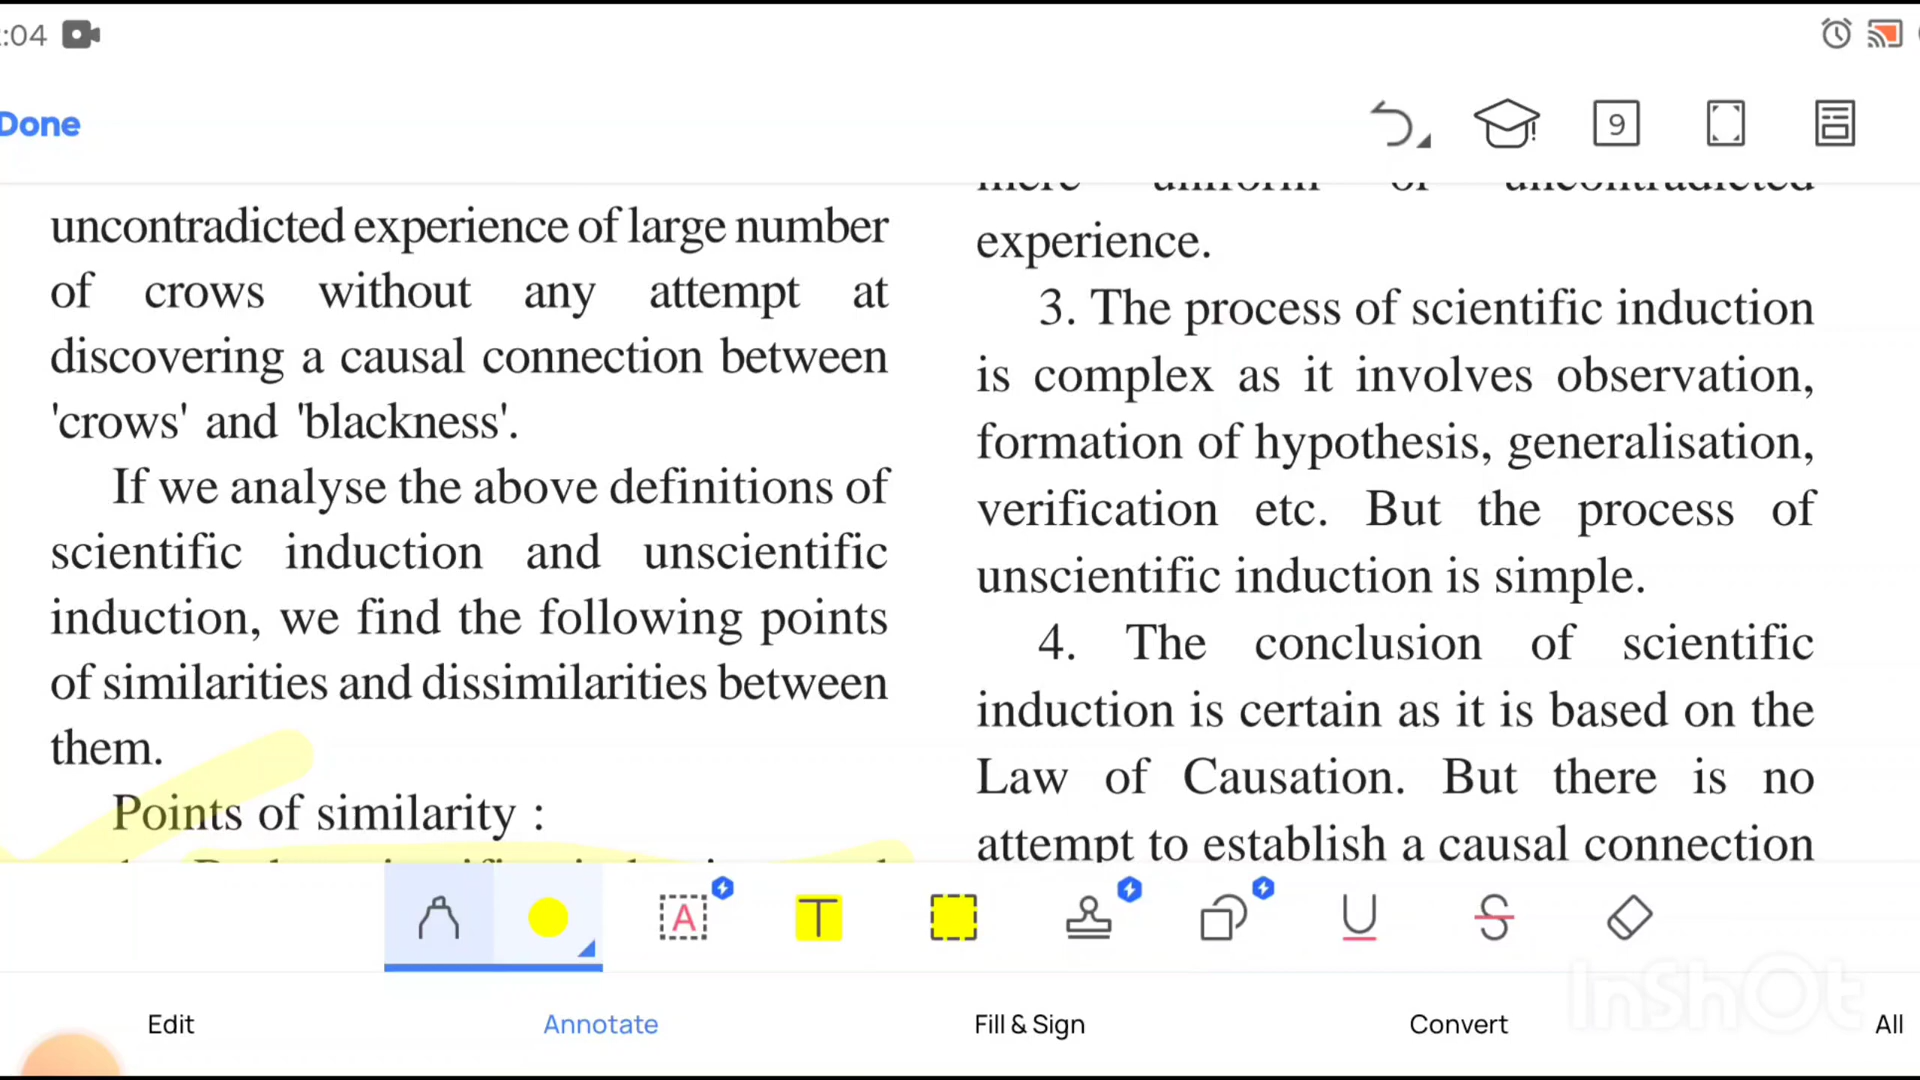 :04
Done
9
uncontradicted experience of large number
of crows without any attempt at
discovering a causal connection between
'crows' and 'blackness'.
If we analyse the above definitions of
scientific induction and unscientific
induction, we find the following points
of similarities and dissimilarities between
them.
Points of similarity :
mere uniform or uncontradicted
experience.
3. The process of scientific induction
is complex as it involves observation,
formation of hypothesis, generalisation,
verification etc. But the process of
unscientific induction is simple.
4. The conclusion of scientific
induction is certain as it is based on the
Law of Causation. But there is no
attempt to establish a causal connection
A T U S
Edit Annotate Fill & Sign Convert All
InShOt